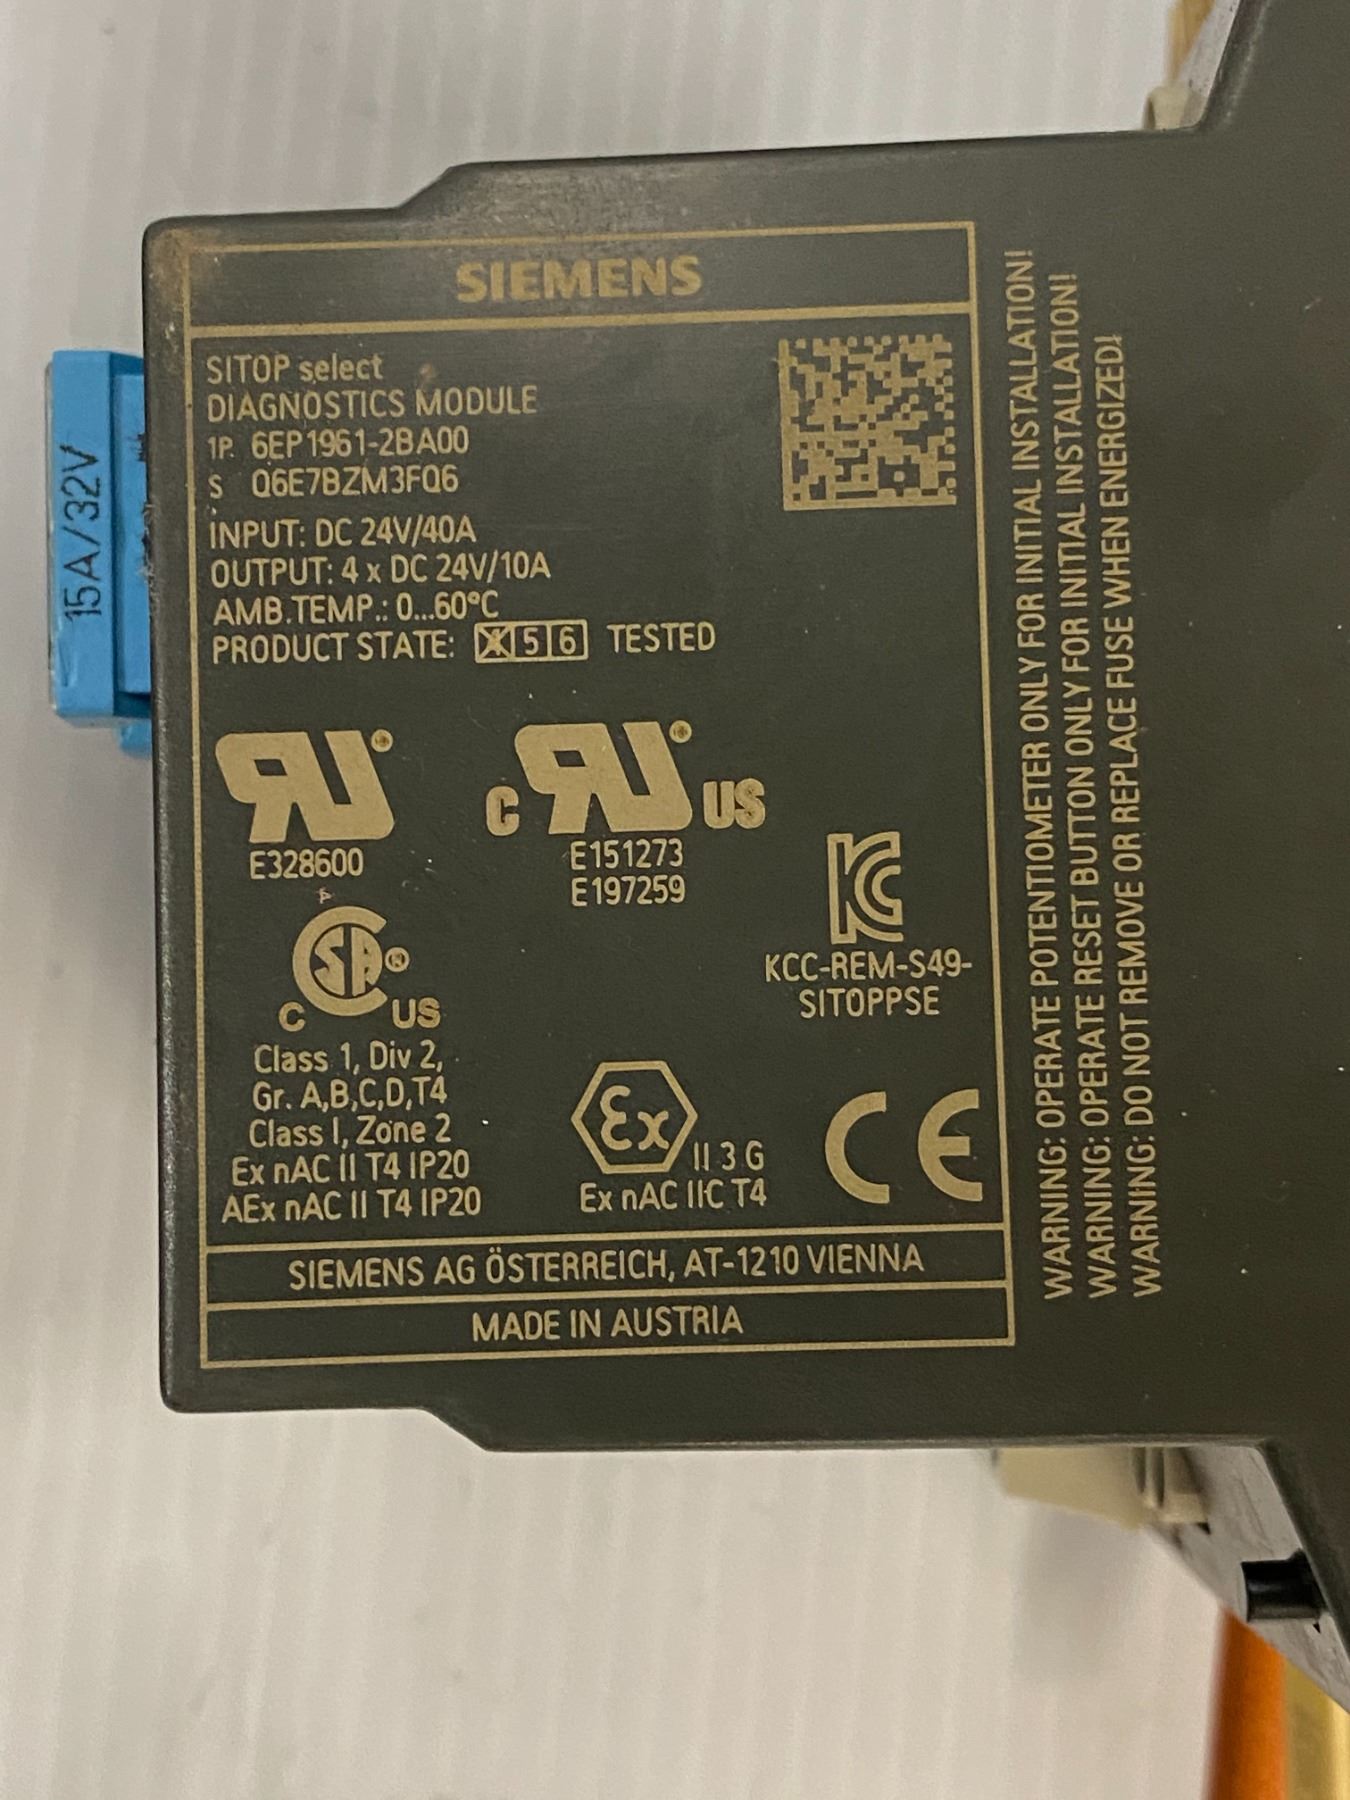 SIEMENS
SITOP select
DIAGNOSTICS MODULE
1P. 6EP1961-2BA00
S Q6E7BZM3FQ6
INPUT: DC 24V/40A
OUTPUT: 4 x DC 24V/10A
AMB.TEMP.: 0...60°C
PRODUCT STATE: 5 6 TESTED
15A/32V
RU®
E328600
C RU® US
E151273
E197259
KC
KCC-REM-S49-
SITOPPSE
C SA® US
Class 1, Div 2,
Gr. A,B,C,D,T4
Class I, Zone 2
Ex nAC II T4 IP20
AEx nAC II T4 IP20
Ex II 3 G
Ex nAC IIC T4
CE
SIEMENS AG ÖSTERREICH, AT-1210 VIENNA
MADE IN AUSTRIA
WARNING: OPERATE POTENTIOMETER ONLY FOR INITIAL INSTALLATION!
WARNING: OPERATE RESET BUTTON ONLY FOR INITIAL INSTALLATION!
WARNING: DO NOT REMOVE OR REPLACE FUSE WHEN ENERGIZED!